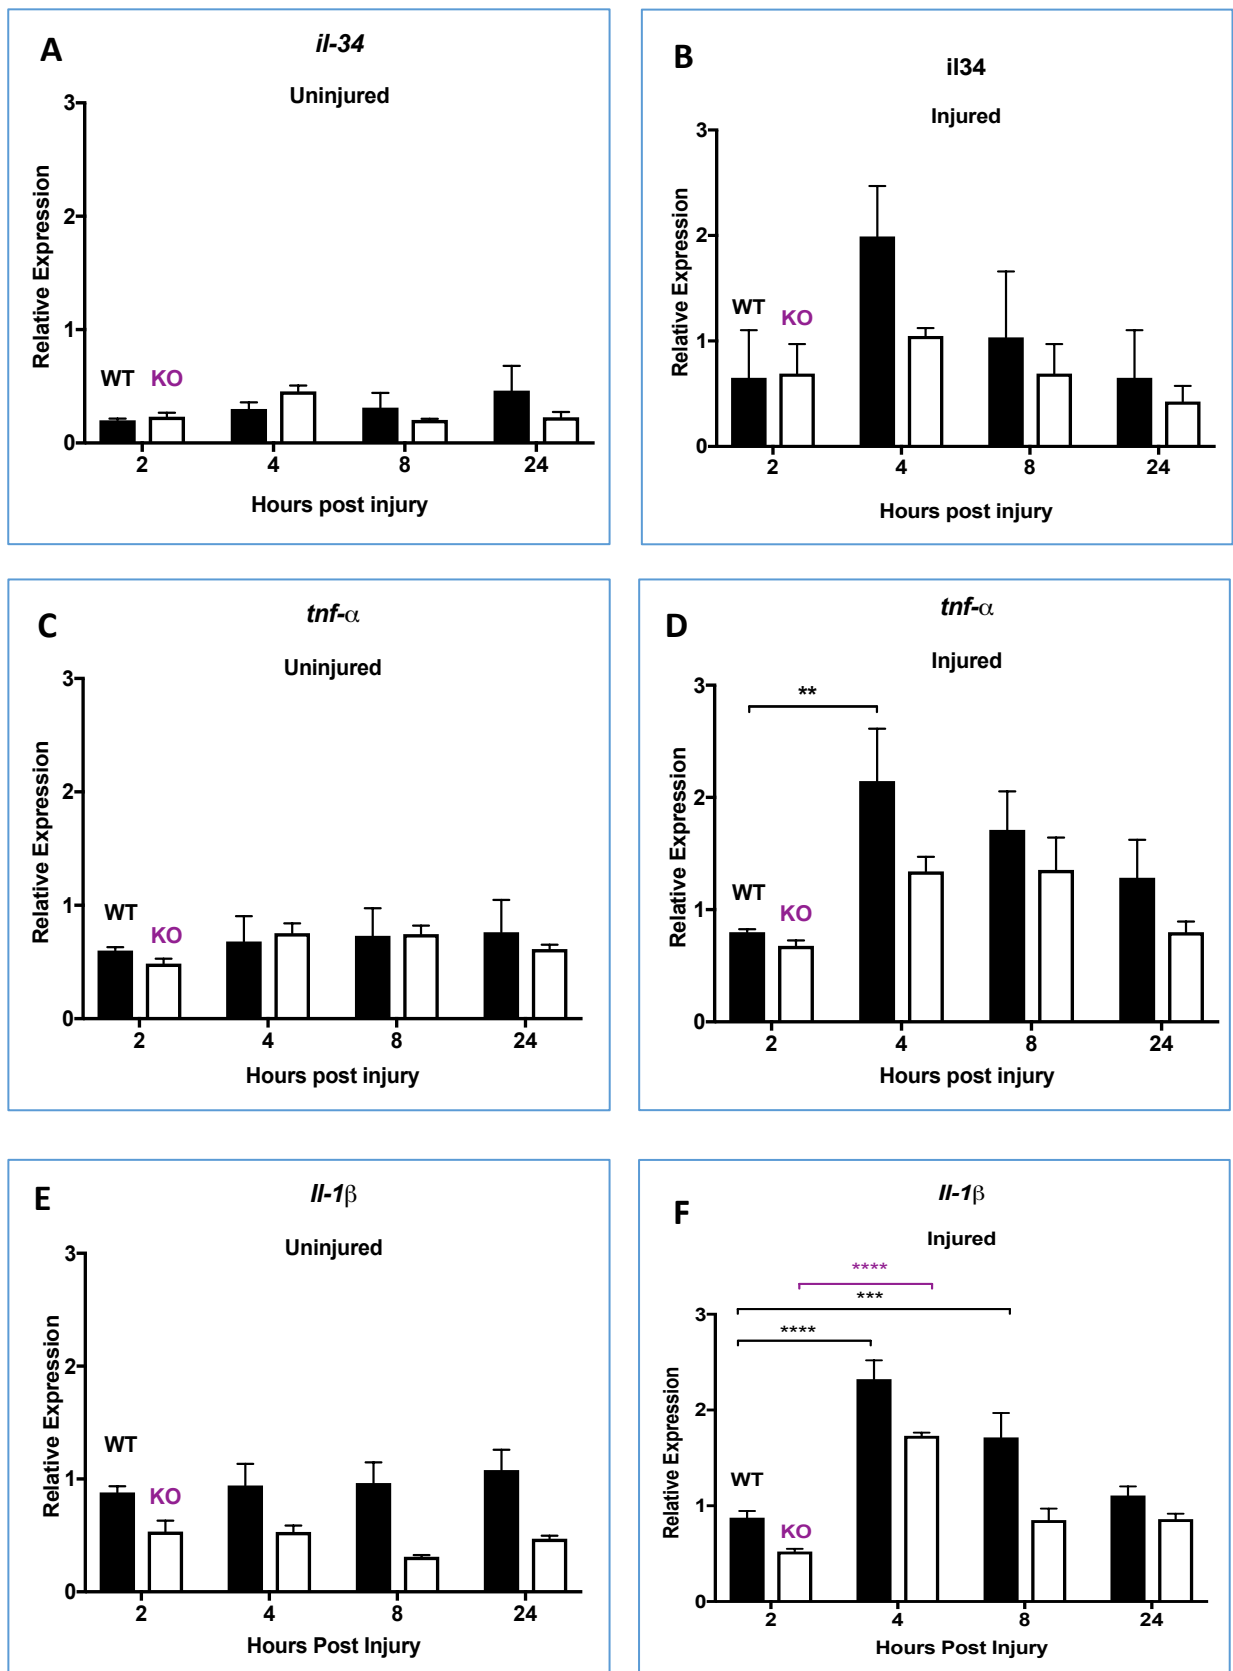 A
il-34
Uninjured
3
2
1
0
Relative Expression
WT KO
2 4 8 24
Hours post injury
B
il34
Injured
3
2
1
0
Relative Expression
WT
KO
2 4 8 24
Hours post injury
C
tnf-α
Uninjured
3
2
1
0
Relative Expression
WT
KO
2 4 8 24
Hours post injury
D
tnf-α
Injured
**
3
2
1
0
Relative Expression
WT
KO
2 4 8 24
Hours post injury
E
Il-1β
Uninjured
3
2
1
0
Relative Expression
WT
KO
2 4 8 24
Hours Post Injury
F
Il-1β
Injured
****
***
****
3
2
1
0
Relative Expression
WT
KO
2 4 8 24
Hours Post Injury